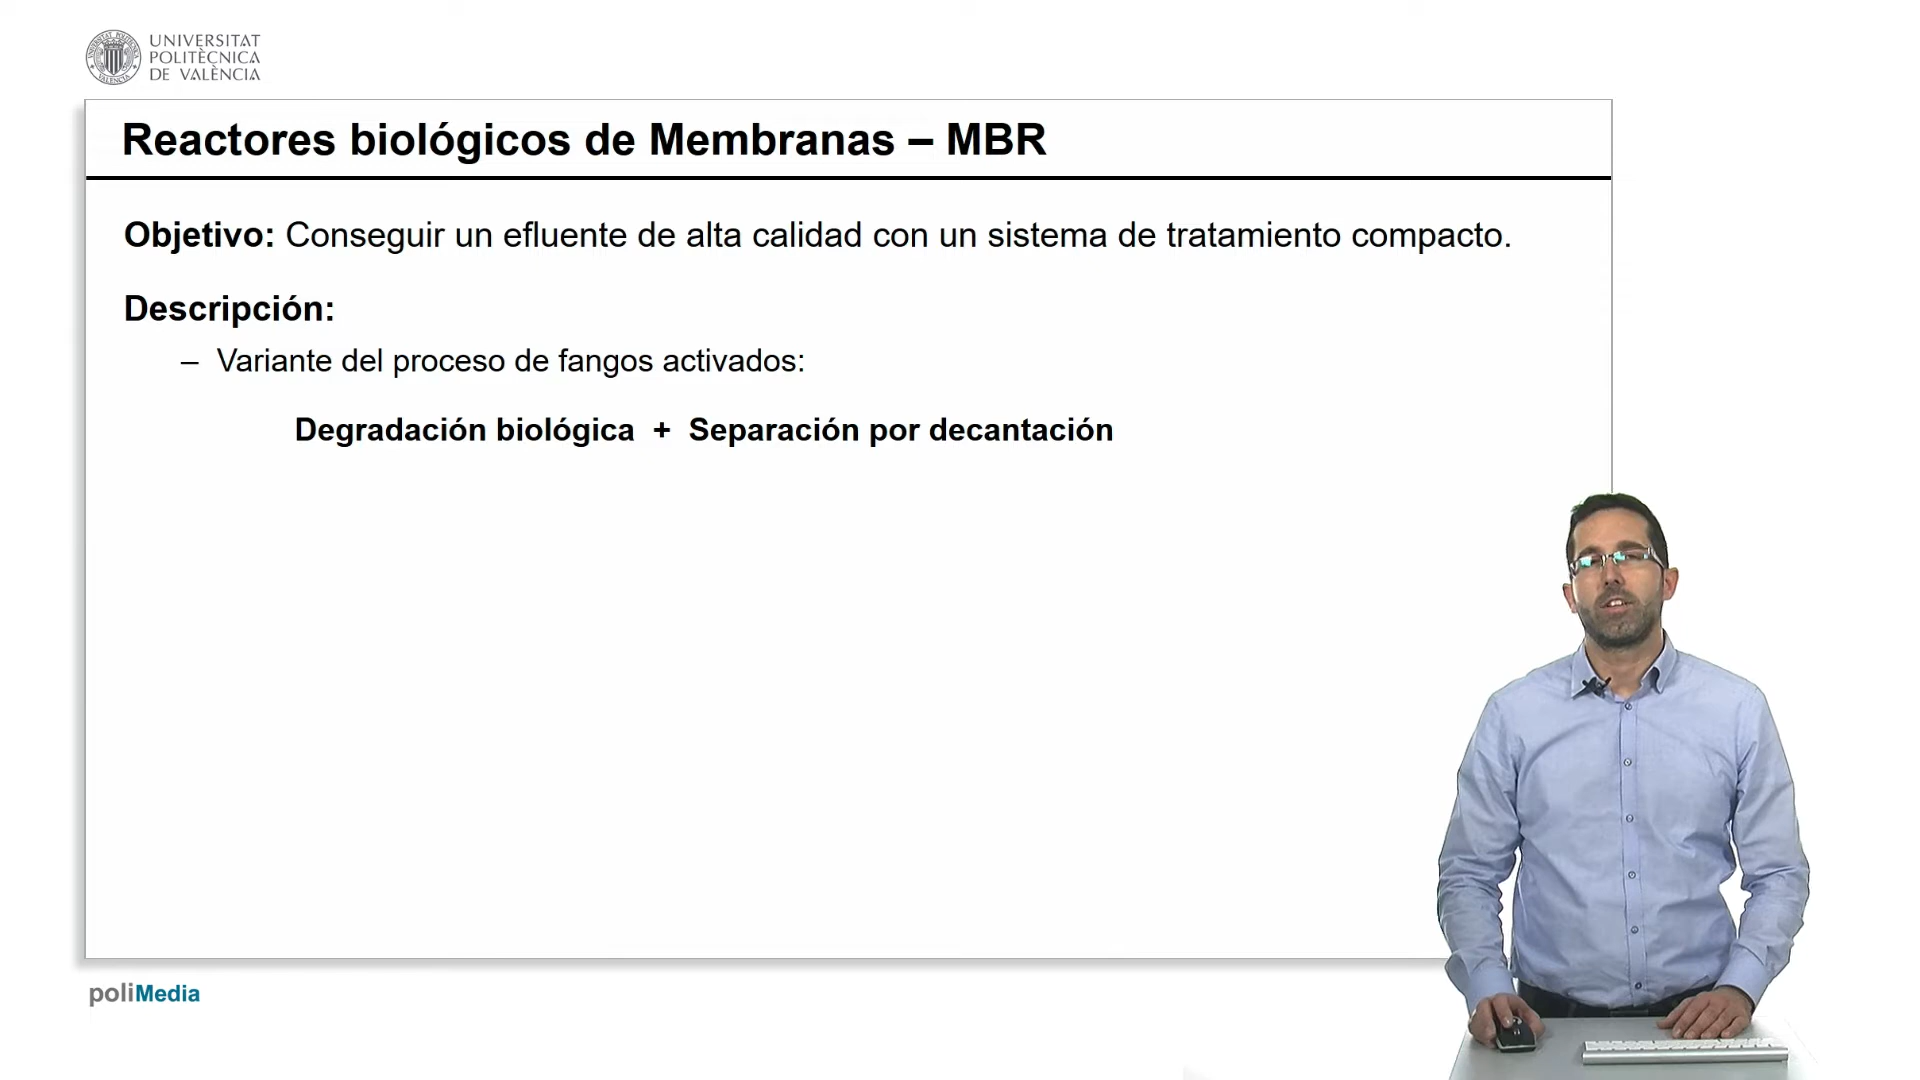 UNIVERSITAT
POLITÈCNICA
DE VALÈNCIA
Reactores biológicos de Membranas – MBR
Objetivo: Conseguir un efluente de alta calidad con un sistema de tratamiento compacto.
Descripción:
– Variante del proceso de fangos activados:
Degradación biológica + Separación por decantación
poliMedia